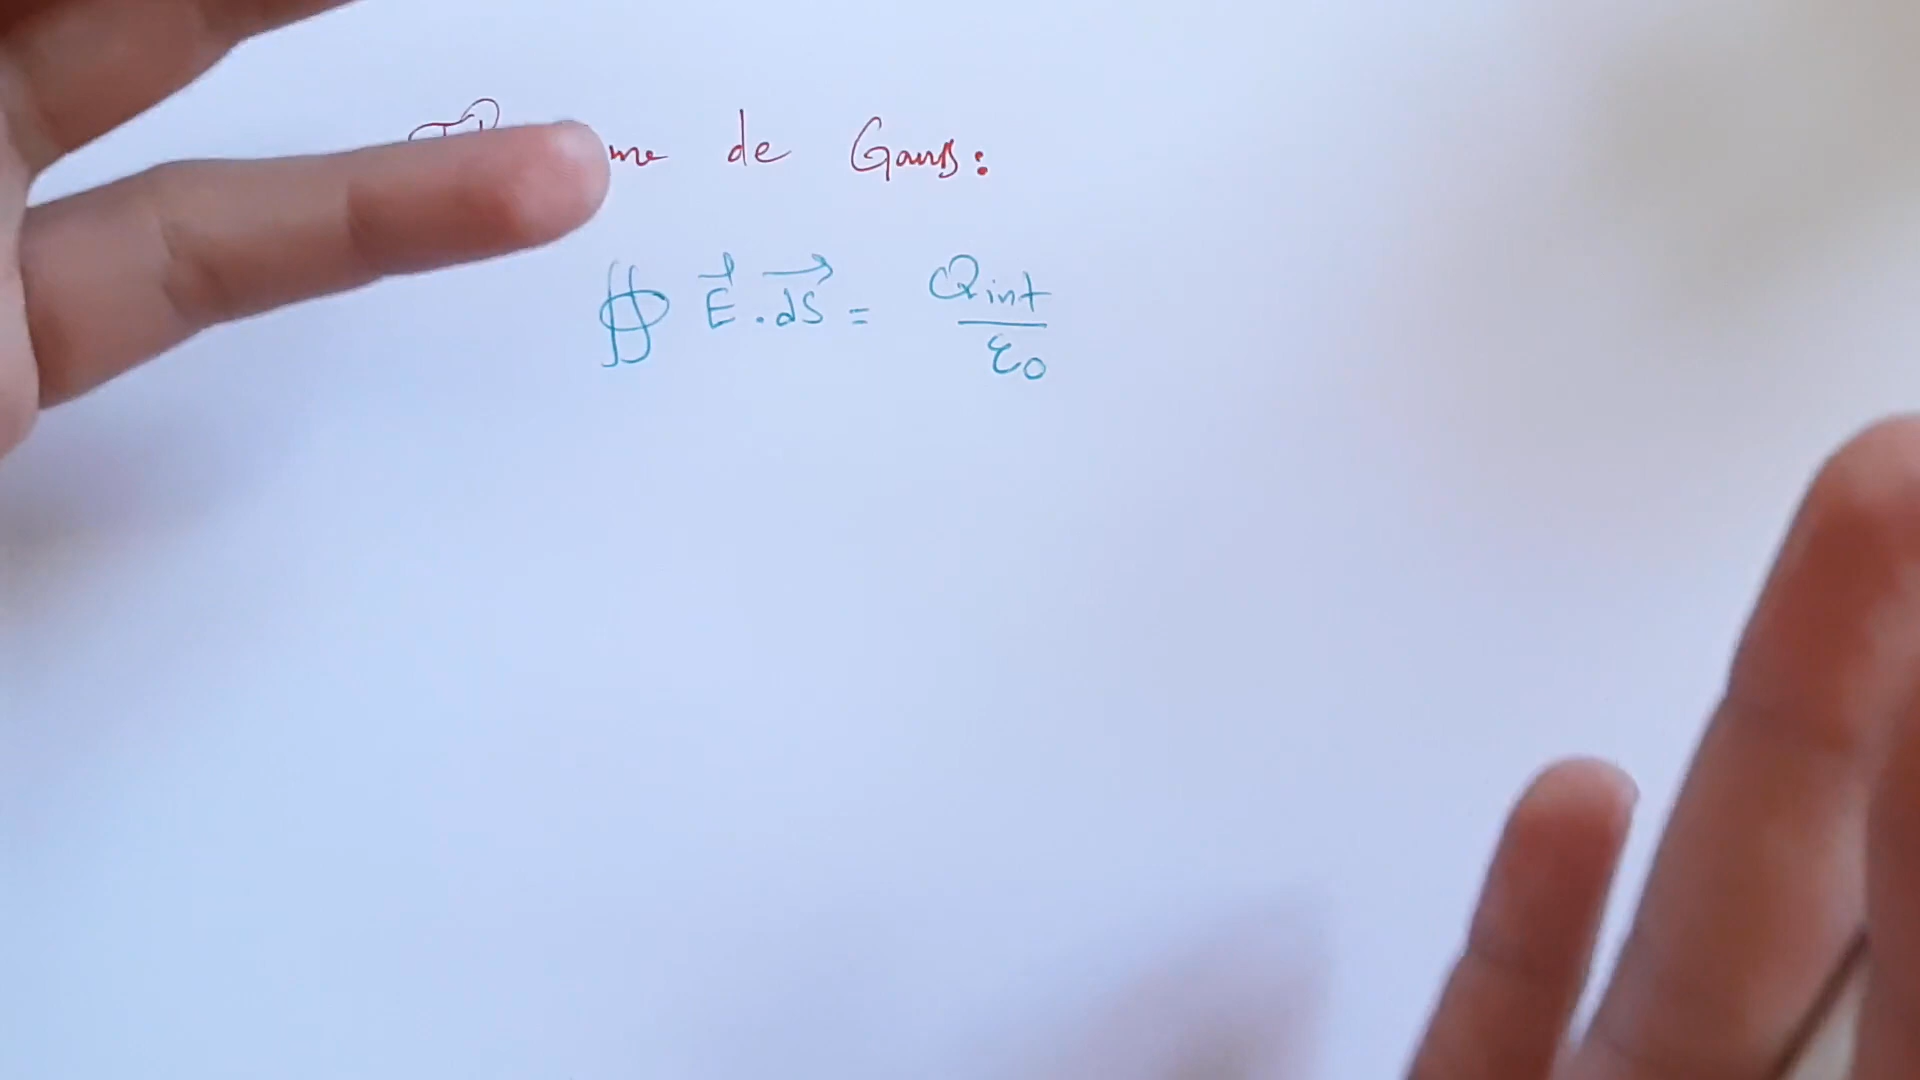 de Gauss:
∯ E⃗ . dS⃗ = Qint / ε0